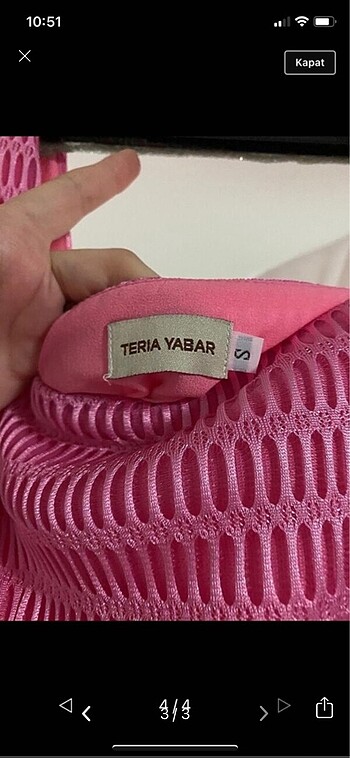 10:51
Kapat
TERIA YABAR
S
4/4
3/3